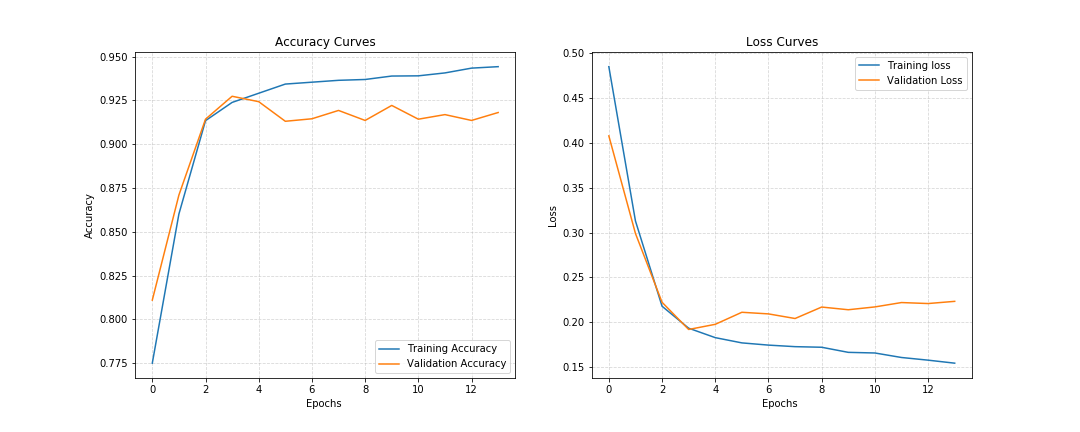 Accuracy Curves
0.950
0.925
0.900
0.875
0.850
0.825
0.800
0.775
Accuracy
Training Accuracy
Validation Accuracy
0 2 4 6 8 10 12
Epochs
Loss Curves
0.50
0.45
0.40
0.35
0.30
0.25
0.20
0.15
Loss
Training loss
Validation Loss
0 2 4 6 8 10 12
Epochs